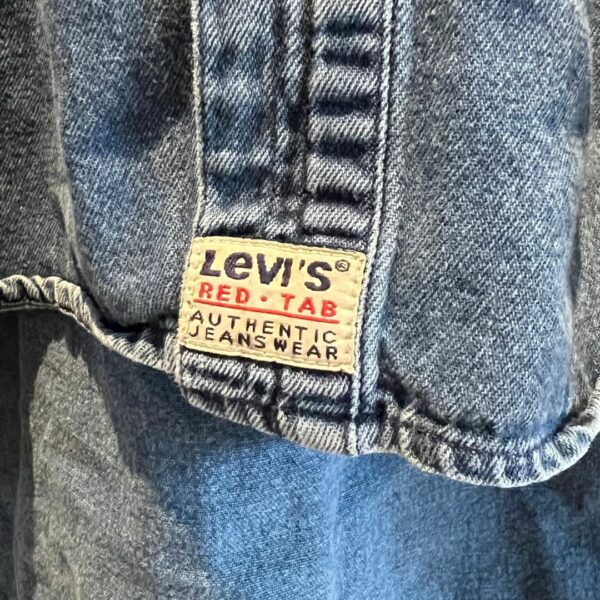 LeVI'S®
RED · TAB
AUTHENTIC
JEANSWEAR